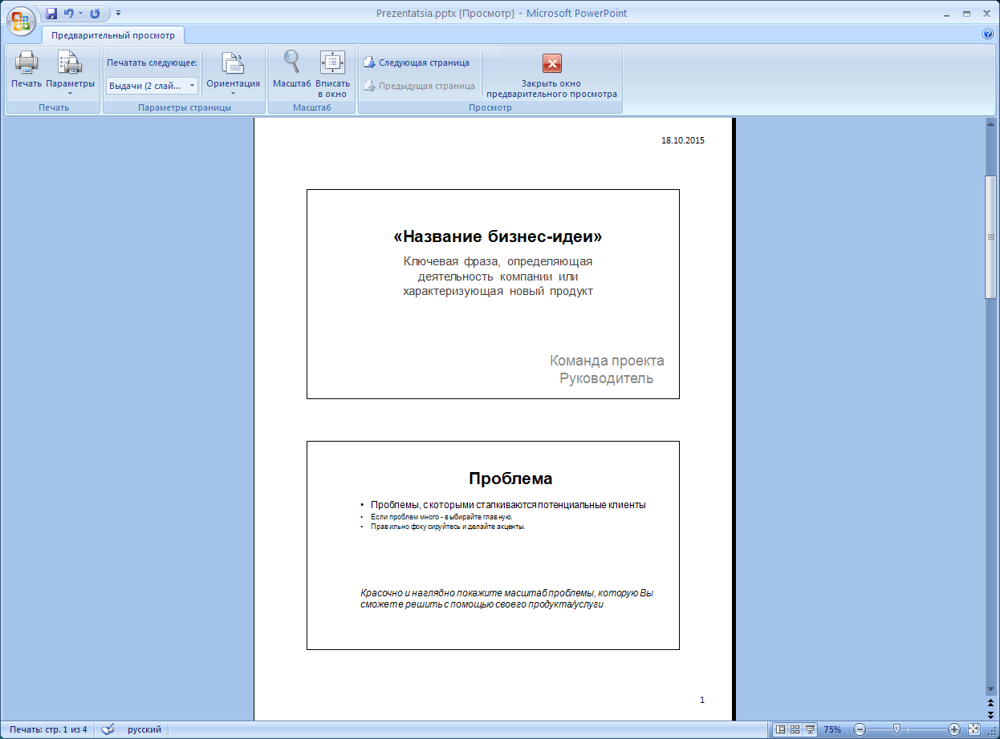 Prezentatsia.pptx [Просмотр] - Microsoft PowerPoint
Предварительный просмотр
Печать
Параметры
Печать
Печатать следующее:
Выдачи (2 слай...
Ориентация
Параметры страницы
Масштаб
Вписать
в окно
Масштаб
Следующая страница
Предыдущая страница
Закрыть окно
предварительного просмотра
Просмотр
18.10.2015
«Название бизнес-идеи»
Ключевая фраза, определяющая
деятельность компании или
характеризующая новый продукт
Команда проекта
Руководитель
Проблема
• Проблемы, с которыми сталкиваются потенциальные клиенты
• Если проблем много - выбирайте главную.
• Правильно фокусируйтесь и делайте акценты.
Красочно и наглядно покажите масштаб проблемы, которую Вы
сможете решить с помощью своего продукта/услуги
1
Печать: стр. 1 из 4
русский
75%